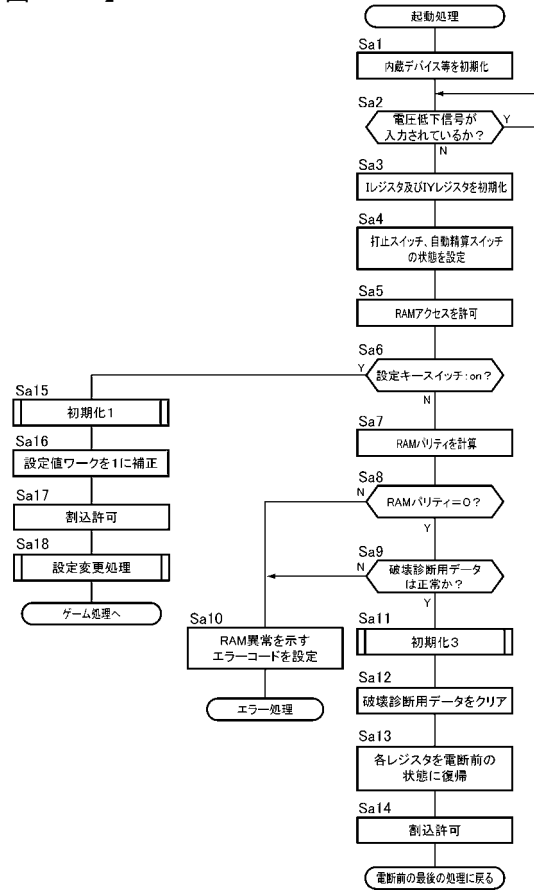 起動処理
Sa1
内蔵デバイス等を初期化
Sa2
電圧低下信号が
入力されているか？
Y
N
Sa3
Iレジスタ及びIYレジスタを初期化
Sa4
打止スイッチ、自動精算スイッチ
の状態を設定
Sa5
RAMアクセスを許可
Sa6
設定キースイッチ:on？
Y
N
Sa15
初期化1
Sa16
設定値ワークを1に補正
Sa17
割込許可
Sa18
設定変更処理
ゲーム処理へ
Sa7
RAMパリティを計算
Sa8
RAMパリティ=0？
N
Y
Sa9
破壊診断用データ
は正常か？
N
Y
Sa10
RAM異常を示す
エラーコードを設定
エラー処理
Sa11
初期化3
Sa12
破壊診断用データをクリア
Sa13
各レジスタを電断前の
状態に復帰
Sa14
割込許可
電断前の最後の処理に戻る